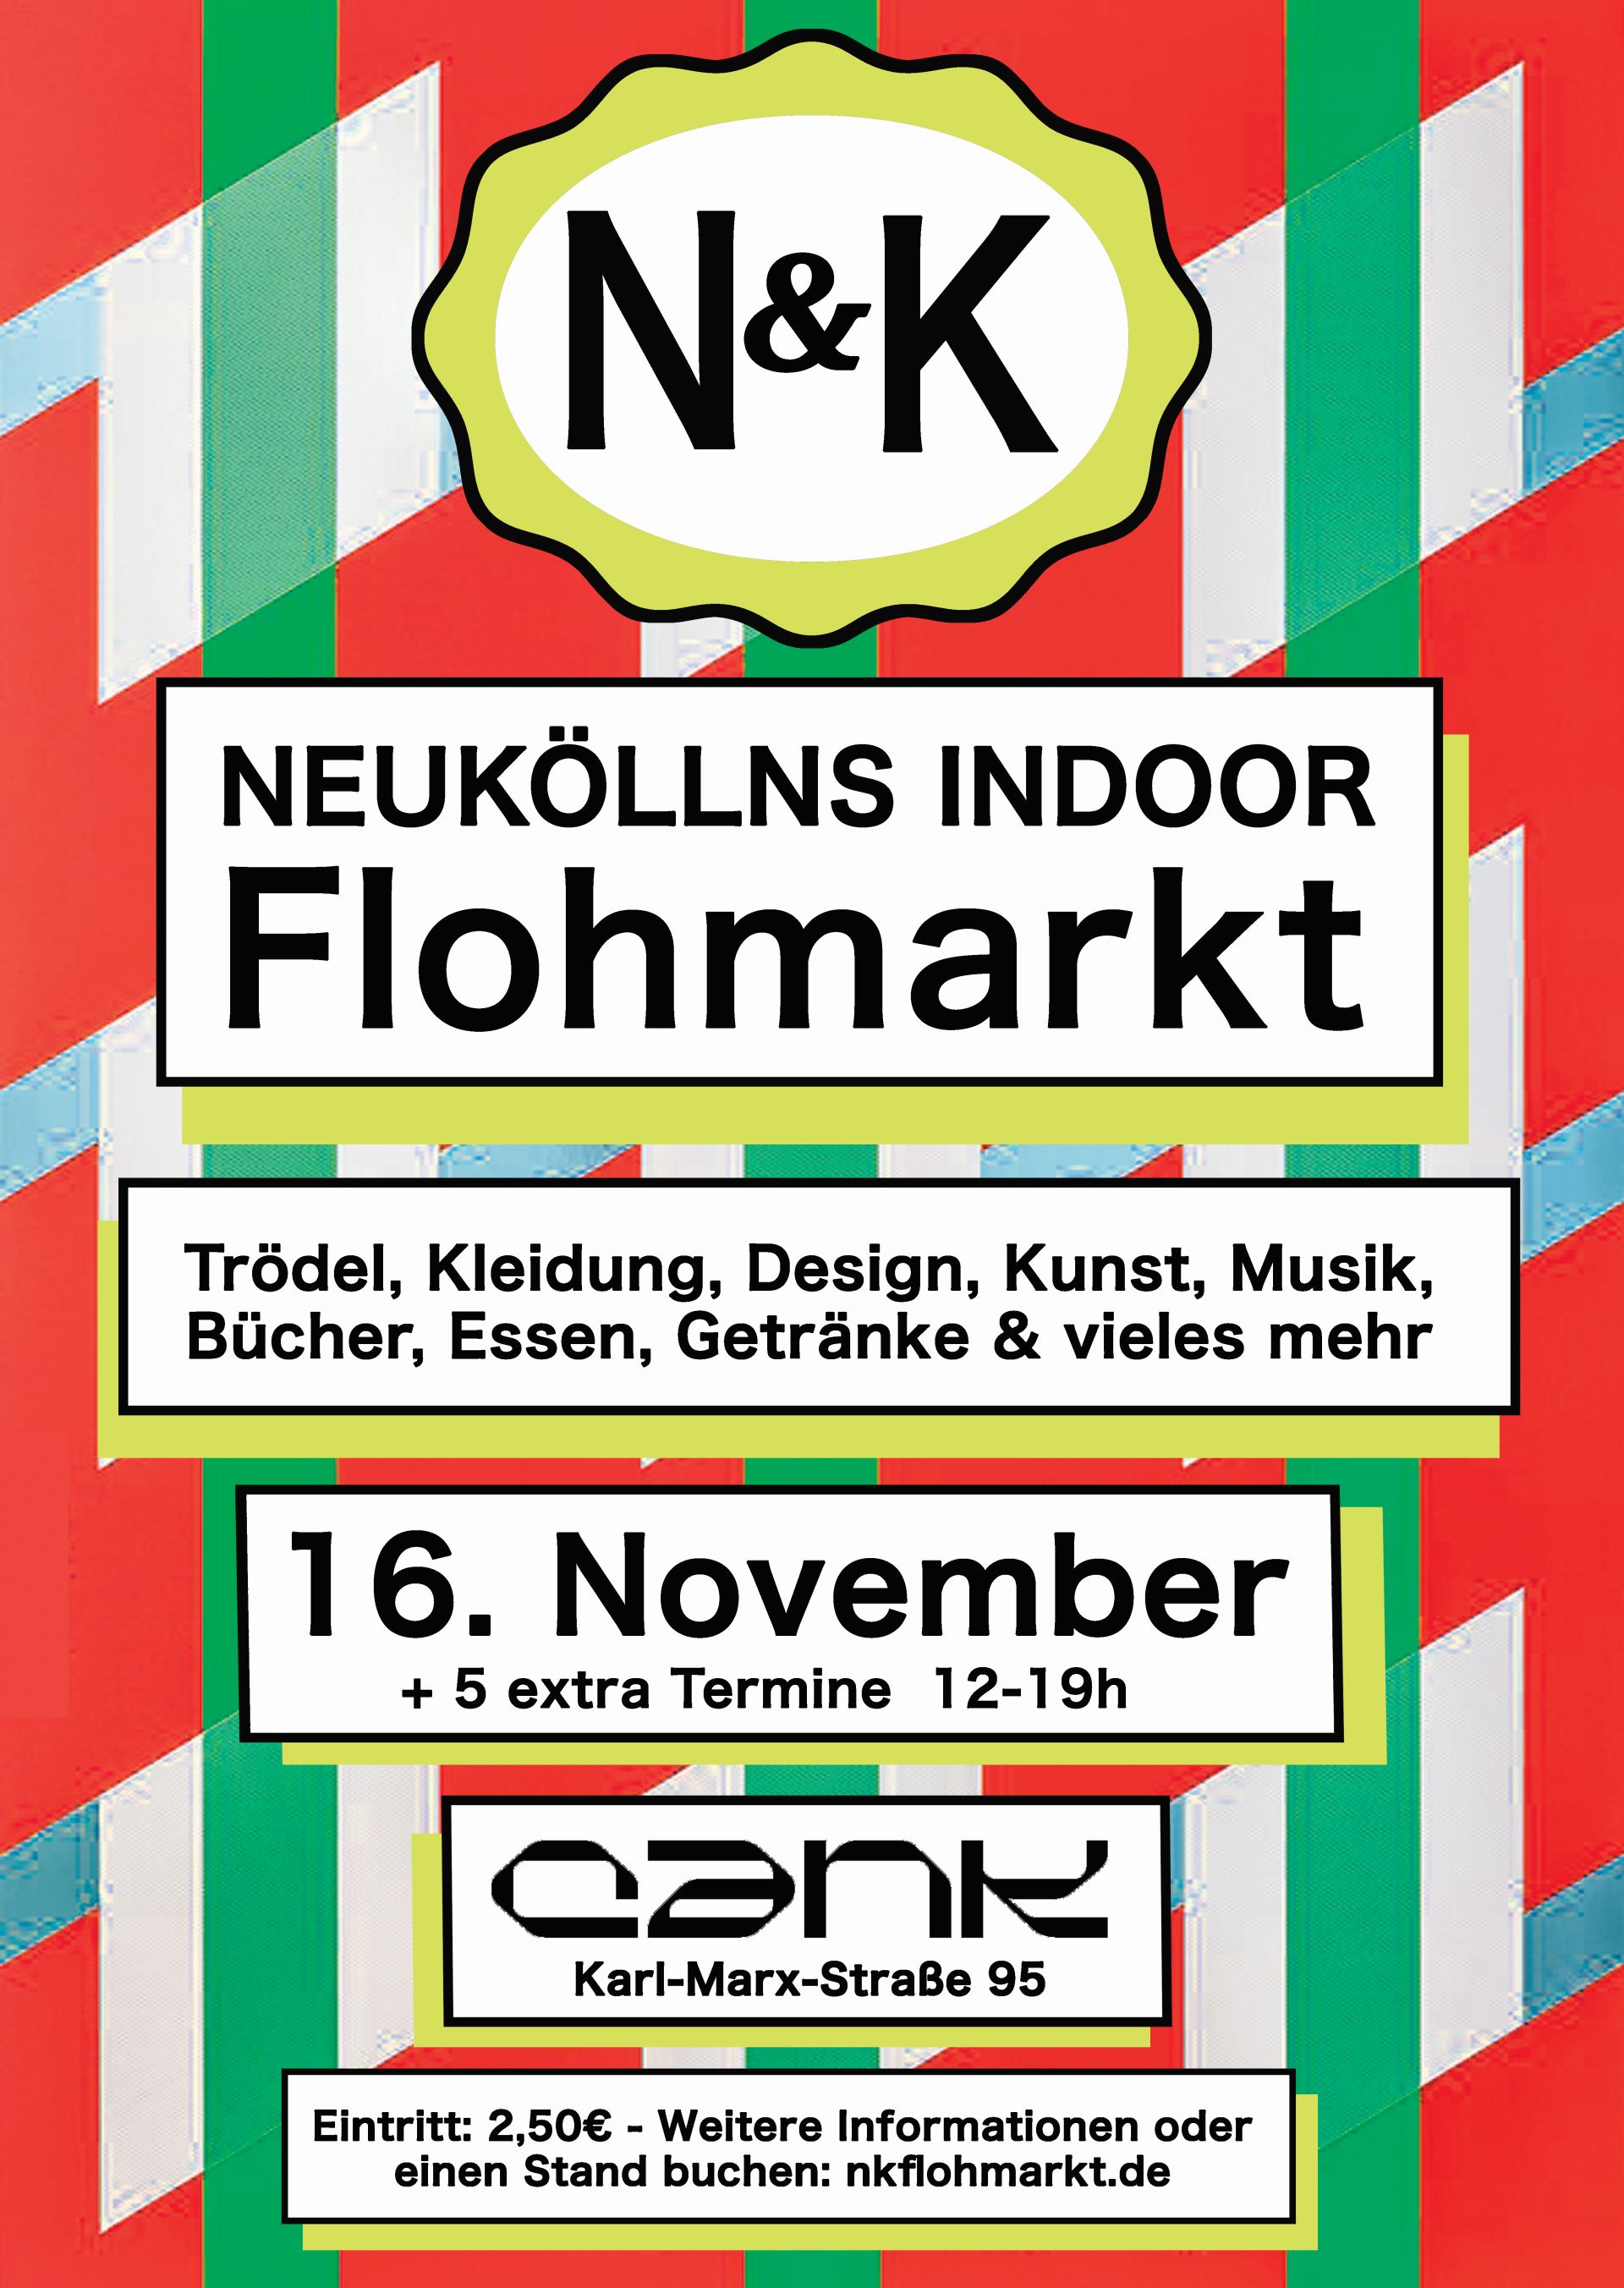 N&K
NEUKÖLLNS INDOOR
Flohmarkt
Trödel, Kleidung, Design, Kunst, Musik,
Bücher, Essen, Getränke & vieles mehr
16. November
+ 5 extra Termine 12-19h
cank
Karl-Marx-Straße 95
Eintritt: 2,50€ - Weitere Informationen oder
einen Stand buchen: nkflohmarkt.de